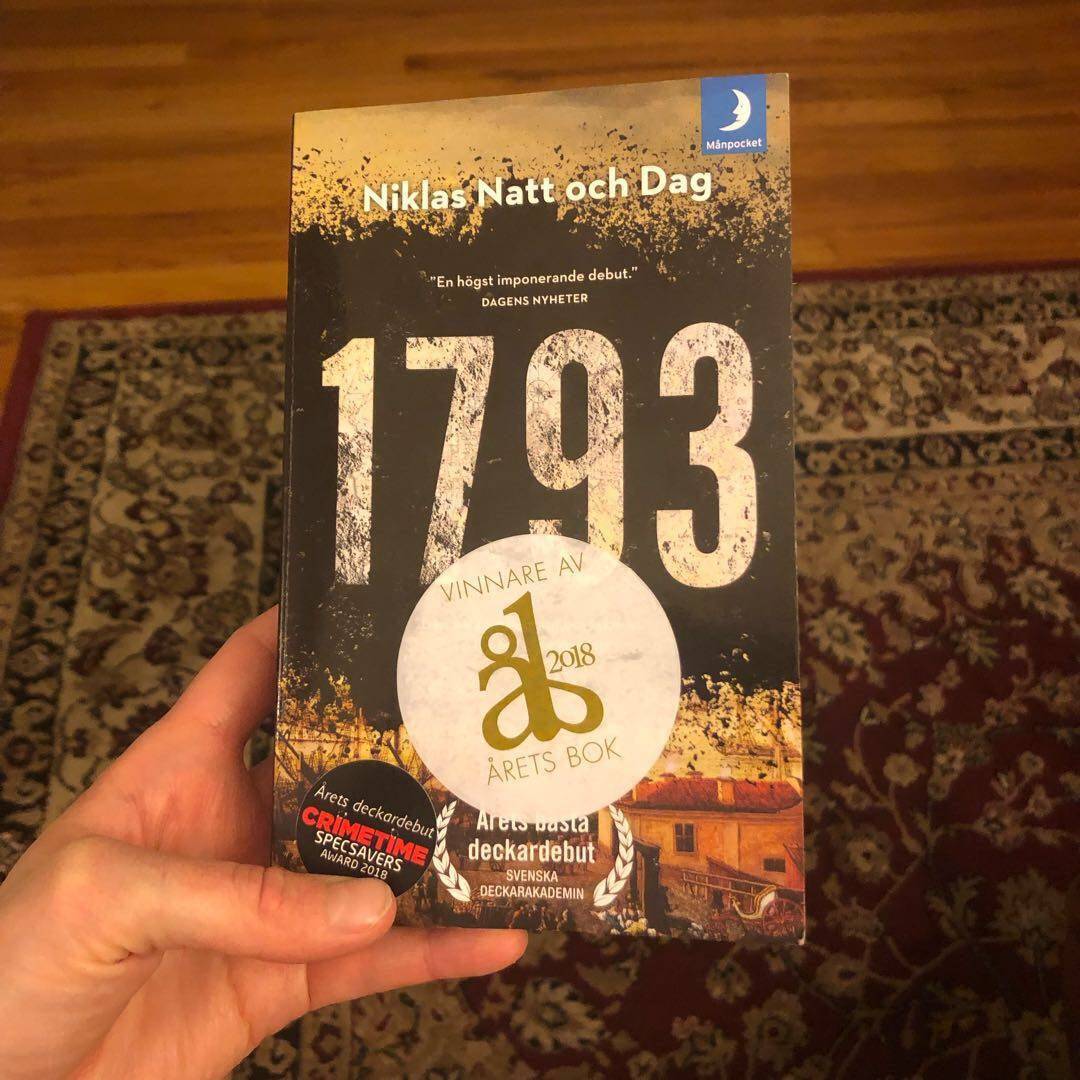 Månpocket
Niklas Natt och Dag
"En högst imponerande debut."
DAGENS NYHETER
1793
VINNARE AV
åb 2018
ÅRETS BOK
Årets deckardebut
CRIMETIME
SPECSAVERS
AWARD 2018
Årets bästa
deckardebut
SVENSKA
DECKARAKADEMIN